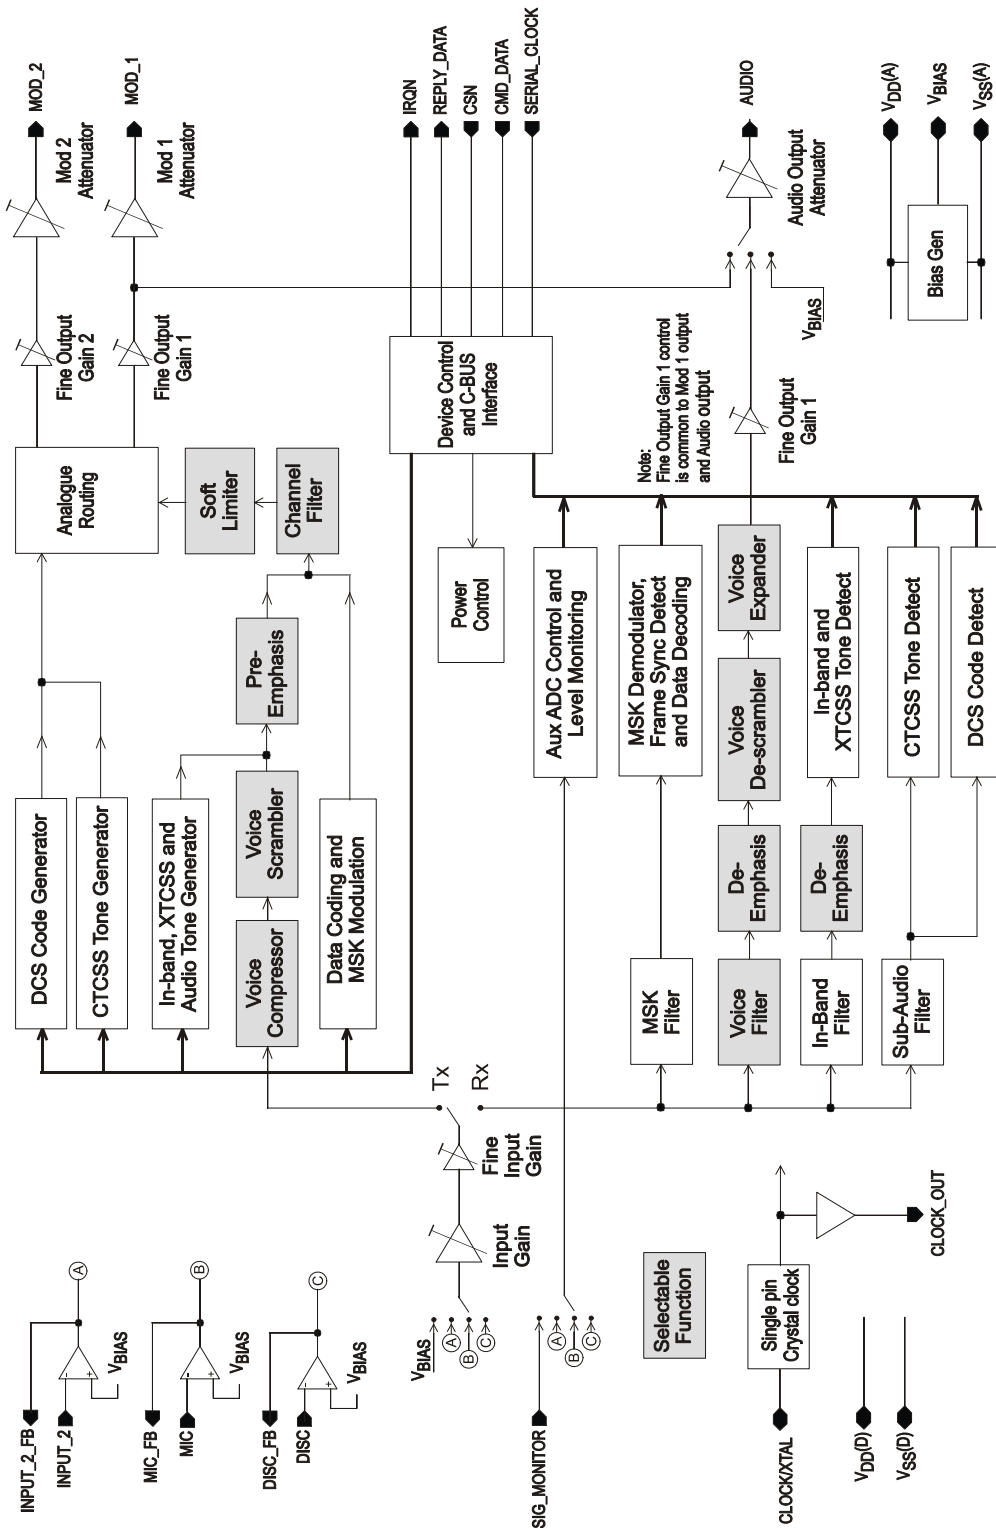 INPUT_2_FB
INPUT_2
-
+
VBIAS
A
MIC_FB
MIC
-
+
VBIAS
B
DISC_FB
DISC
-
+
VBIAS
C
VBIAS
A
B
C
Input
Gain
Fine
Input
Gain
Tx
Rx
SIG_MONITOR
A
B
C
Selectable
Function
CLOCK/XTAL
Single pin
Crystal clock
CLOCK_OUT
VDD(D)
VSS(D)
DCS Code Generator
CTCSS Tone Generator
In-band, XTCSS and
Audio Tone Generator
Voice
Compressor
Voice
Scrambler
Pre-
Emphasis
Data Coding and
MSK Modulation
Channel
Filter
Soft
Limiter
Analogue
Routing
Fine Output
Gain 2
Fine Output
Gain 1
Mod 2
Attenuator
Mod 1
Attenuator
MOD_2
MOD_1
Power
Control
Device Control
and C-BUS
Interface
IRQN
REPLY_DATA
CSN
CMD_DATA
SERIAL_CLOCK
Aux ADC Control and
Level Monitoring
MSK
Filter
MSK Demodulator,
Frame Sync Detect
and Data Decoding
Note:
Fine Output Gain 1 control
is common to Mod 1 output
and Audio output
Voice
Filter
De-
Emphasis
Voice
De-scrambler
Voice
Expander
Fine Output
Gain 1
VBIAS
Audio Output
Attenuator
AUDIO
In-Band
Filter
De-
Emphasis
In-band and
XTCSS Tone Detect
Sub-Audio
Filter
CTCSS Tone Detect
DCS Code Detect
Bias Gen
VDD(A)
VBIAS
VSS(A)